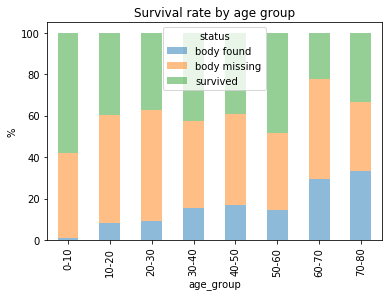 Survival rate by age group
status
body found
body missing
survived
%
100
80
60
40
20
0
0-10
10-20
20-30
30-40
40-50
50-60
60-70
70-80
age_group